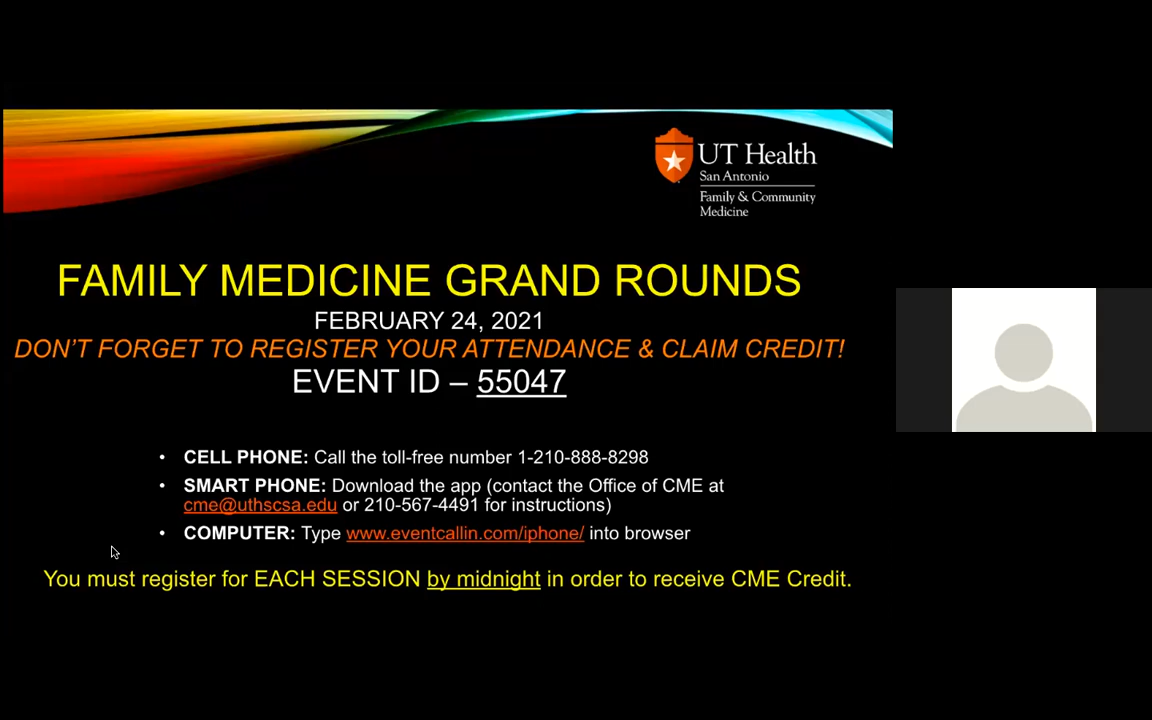 UT Health
San Antonio
Family & Community
Medicine
FAMILY MEDICINE GRAND ROUNDS
FEBRUARY 24, 2021
DON'T FORGET TO REGISTER YOUR ATTENDANCE & CLAIM CREDIT!
EVENT ID – 55047
• CELL PHONE: Call the toll-free number 1-210-888-8298
• SMART PHONE: Download the app (contact the Office of CME at
cme@uthscsa.edu or 210-567-4491 for instructions)
• COMPUTER: Type www.eventcallin.com/iphone/ into browser
You must register for EACH SESSION by midnight in order to receive CME Credit.